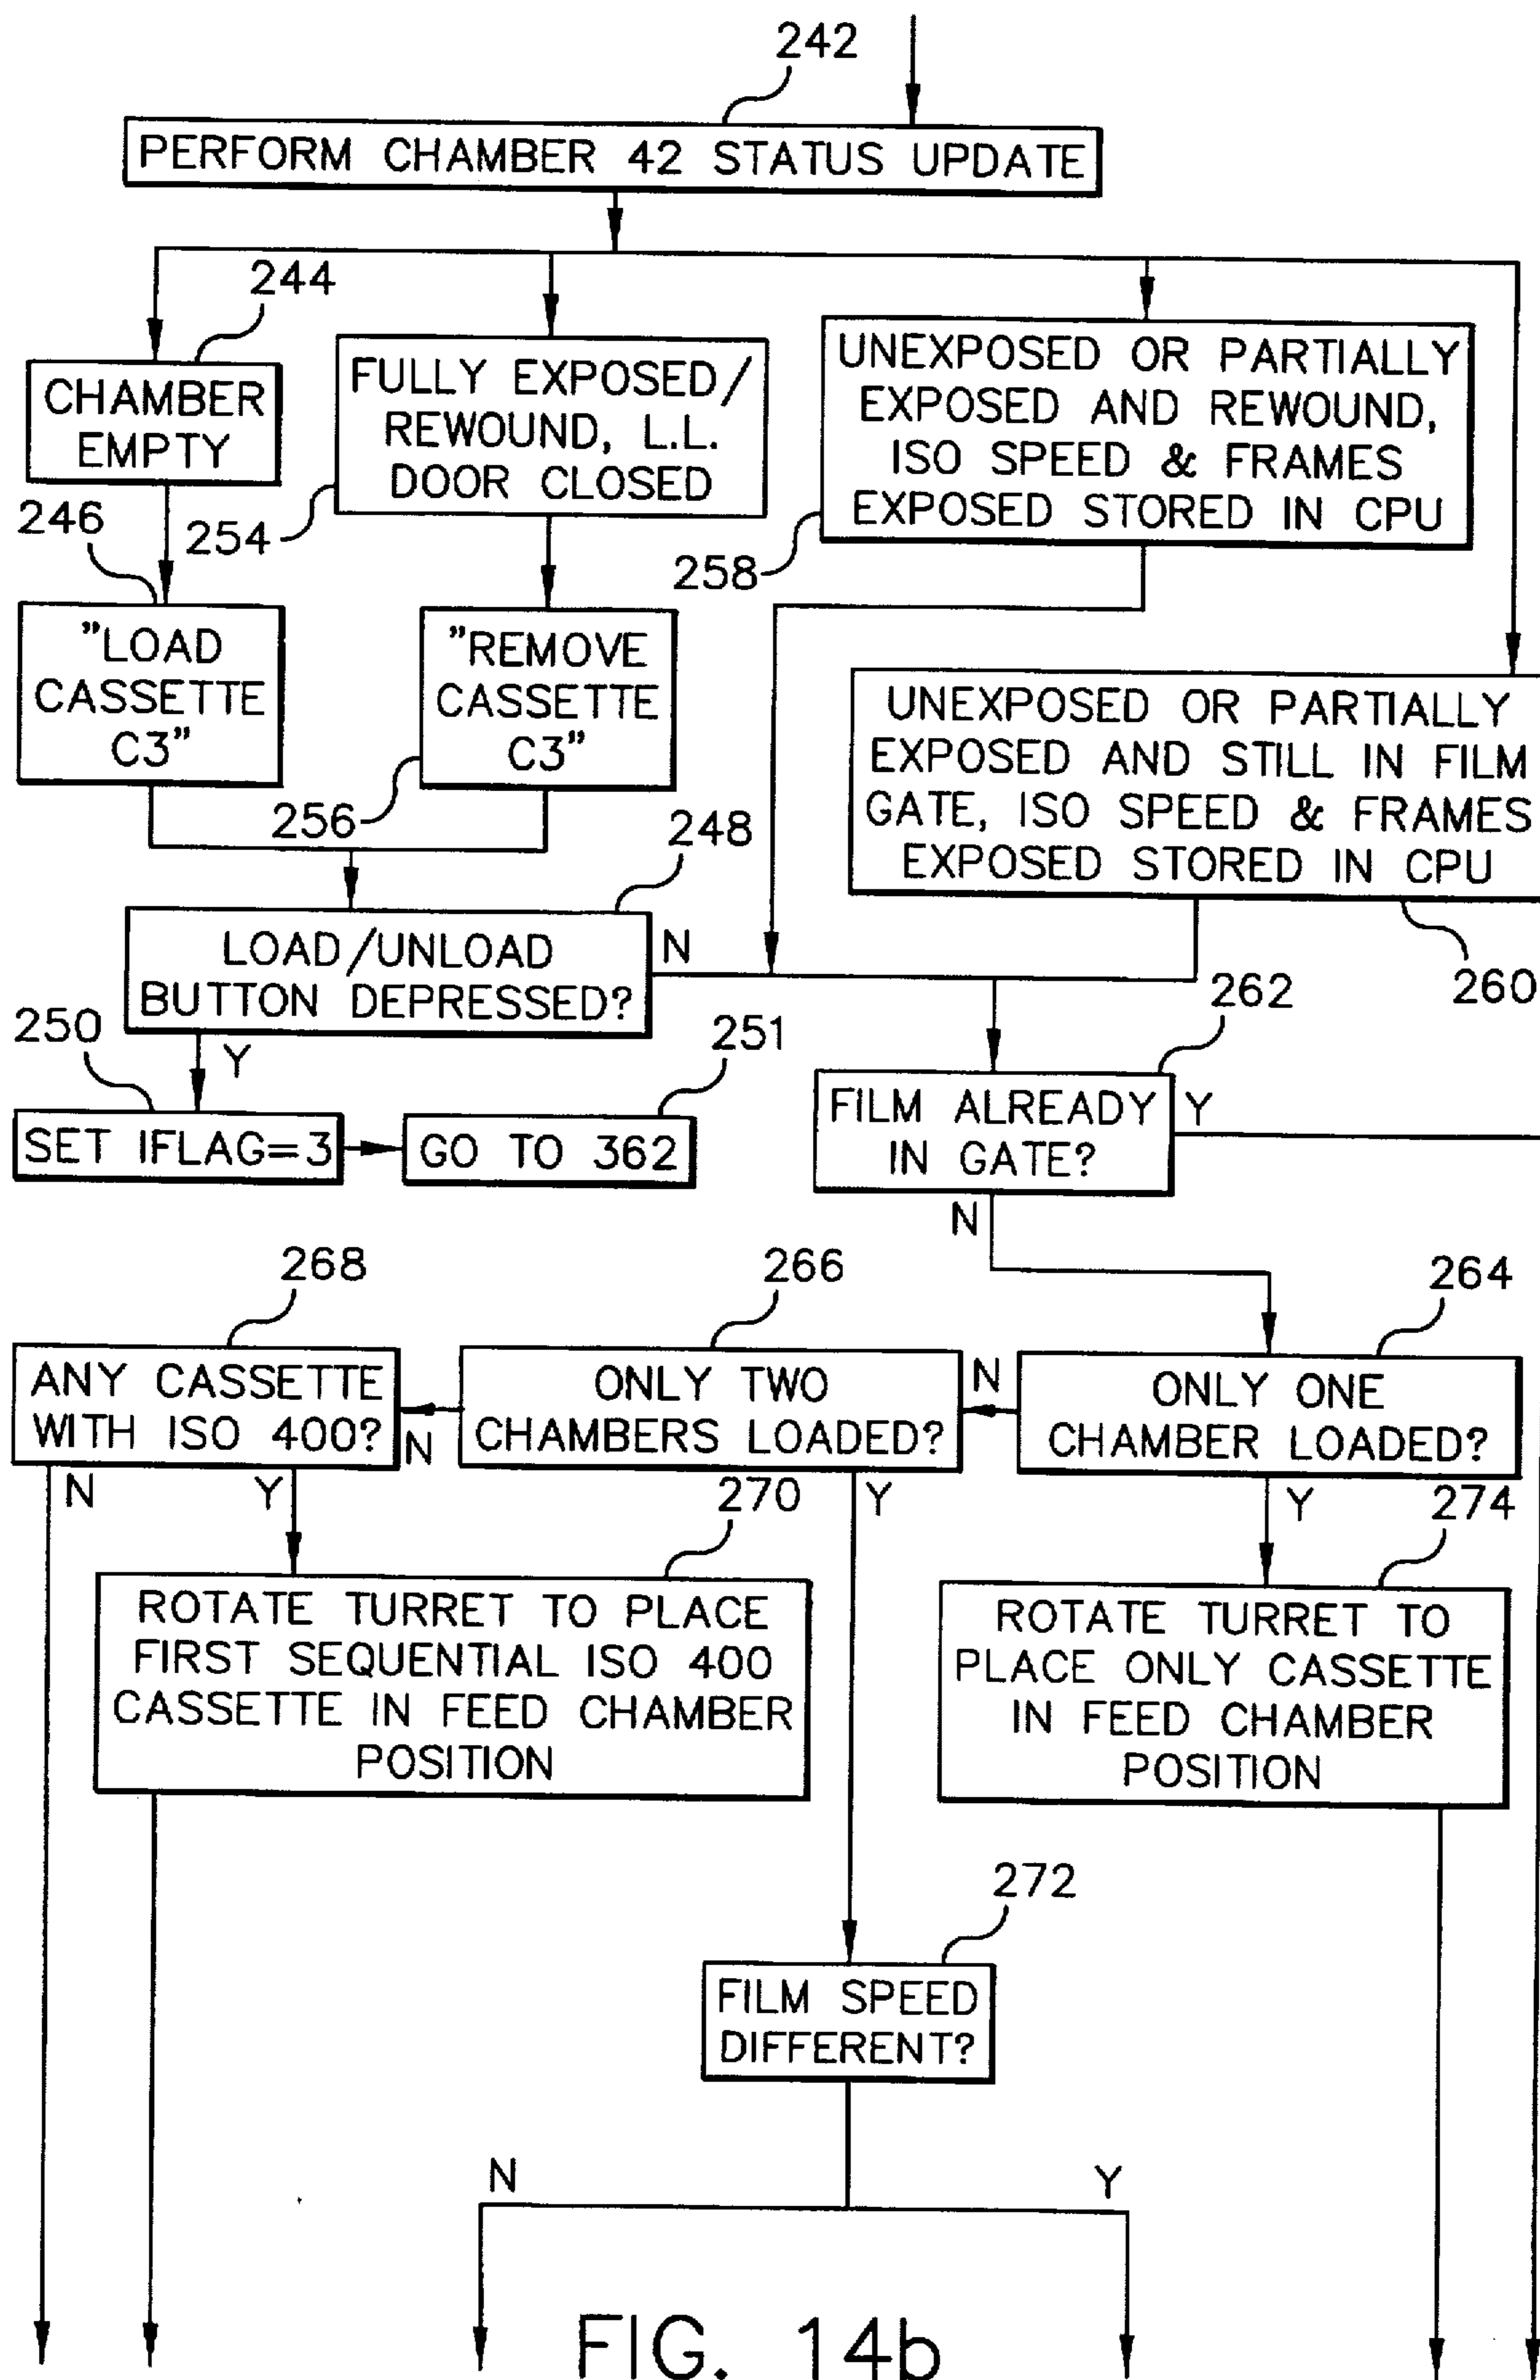 242
PERFORM CHAMBER 42 STATUS UPDATE
244
CHAMBER
EMPTY
FULLY EXPOSED/
REWOUND, L.L.
DOOR CLOSED
254
UNEXPOSED OR PARTIALLY
EXPOSED AND REWOUND,
ISO SPEED & FRAMES
EXPOSED STORED IN CPU
258
246
"LOAD
CASSETTE
C3"
"REMOVE
CASSETTE
C3"
256
UNEXPOSED OR PARTIALLY
EXPOSED AND STILL IN FILM
GATE, ISO SPEED & FRAMES
EXPOSED STORED IN CPU
260
248
LOAD/UNLOAD
BUTTON DEPRESSED?
N
Y
250
SET IFLAG=3
251
GO TO 362
262
FILM ALREADY
IN GATE?
Y
N
268
ANY CASSETTE
WITH ISO 400?
N
Y
266
ONLY TWO
CHAMBERS LOADED?
N
Y
264
ONLY ONE
CHAMBER LOADED?
N
Y
270
ROTATE TURRET TO PLACE
FIRST SEQUENTIAL ISO 400
CASSETTE IN FEED CHAMBER
POSITION
274
ROTATE TURRET TO
PLACE ONLY CASSETTE
IN FEED CHAMBER
POSITION
272
FILM SPEED
DIFFERENT?
N
Y
FIG. 14b